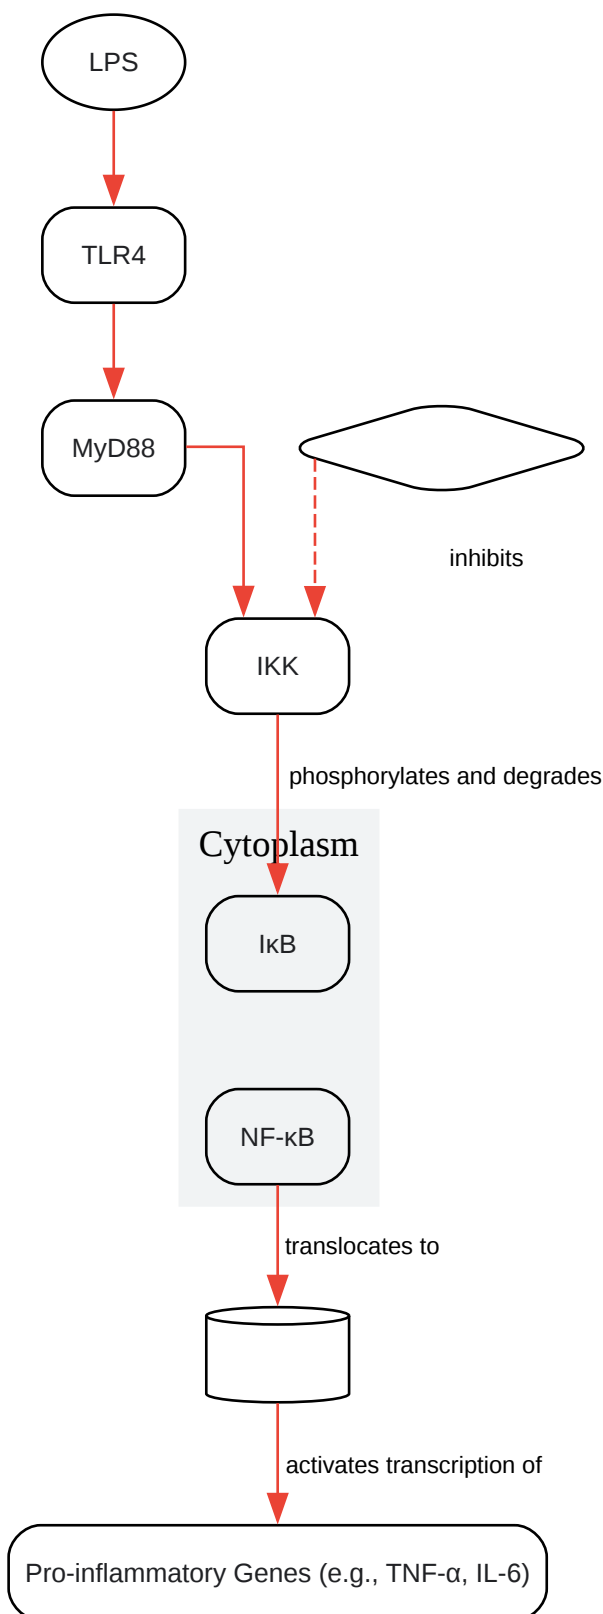 LPS
TLR4
MyD88
inhibits
IKK
phosphorylates and degrades
Cytoplasm
IκB
NF-κB
translocates to
activates transcription of
Pro-inflammatory Genes (e.g., TNF-α, IL-6)